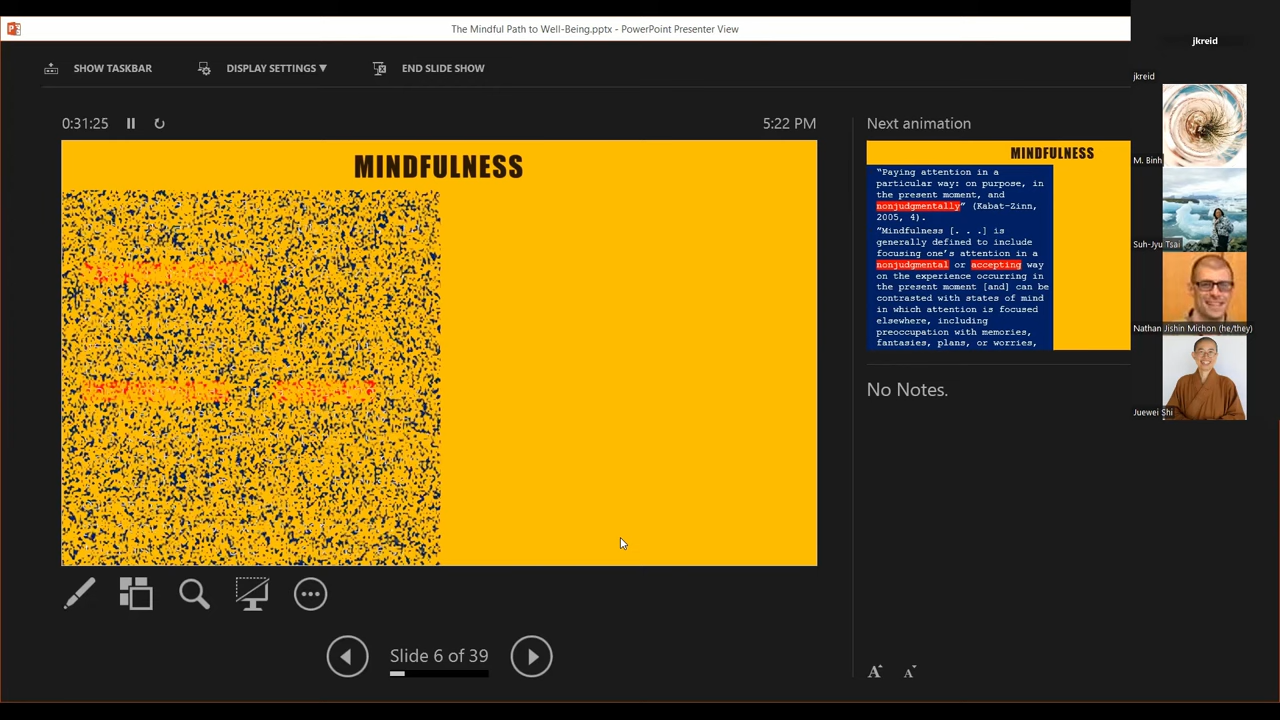 The Mindful Path to Well-Being.pptx - PowerPoint Presenter View
SHOW TASKBAR
DISPLAY SETTINGS ▼
END SLIDE SHOW
0:31:25
5:22 PM
MINDFULNESS
Slide 6 of 39
Next animation
MINDFULNESS
"Paying attention in a
particular way: on purpose, in
the present moment, and
nonjudgmentally" (Kabat-Zinn,
2005, 4).
"Mindfulness [. . .] is
generally defined to include
focusing one's attention in a
nonjudgmental or accepting way
on the experience occurring in
the present moment [and] can be
contrasted with states of mind
in which attention is focused
elsewhere, including
preoccupation with memories,
fantasies, plans, or worries,
No Notes.
A A
jkreid
jkreid
M. Binh
Suh-Jyu Tsai
Nathan Jishin Michon (he/they)
Juewei Shi